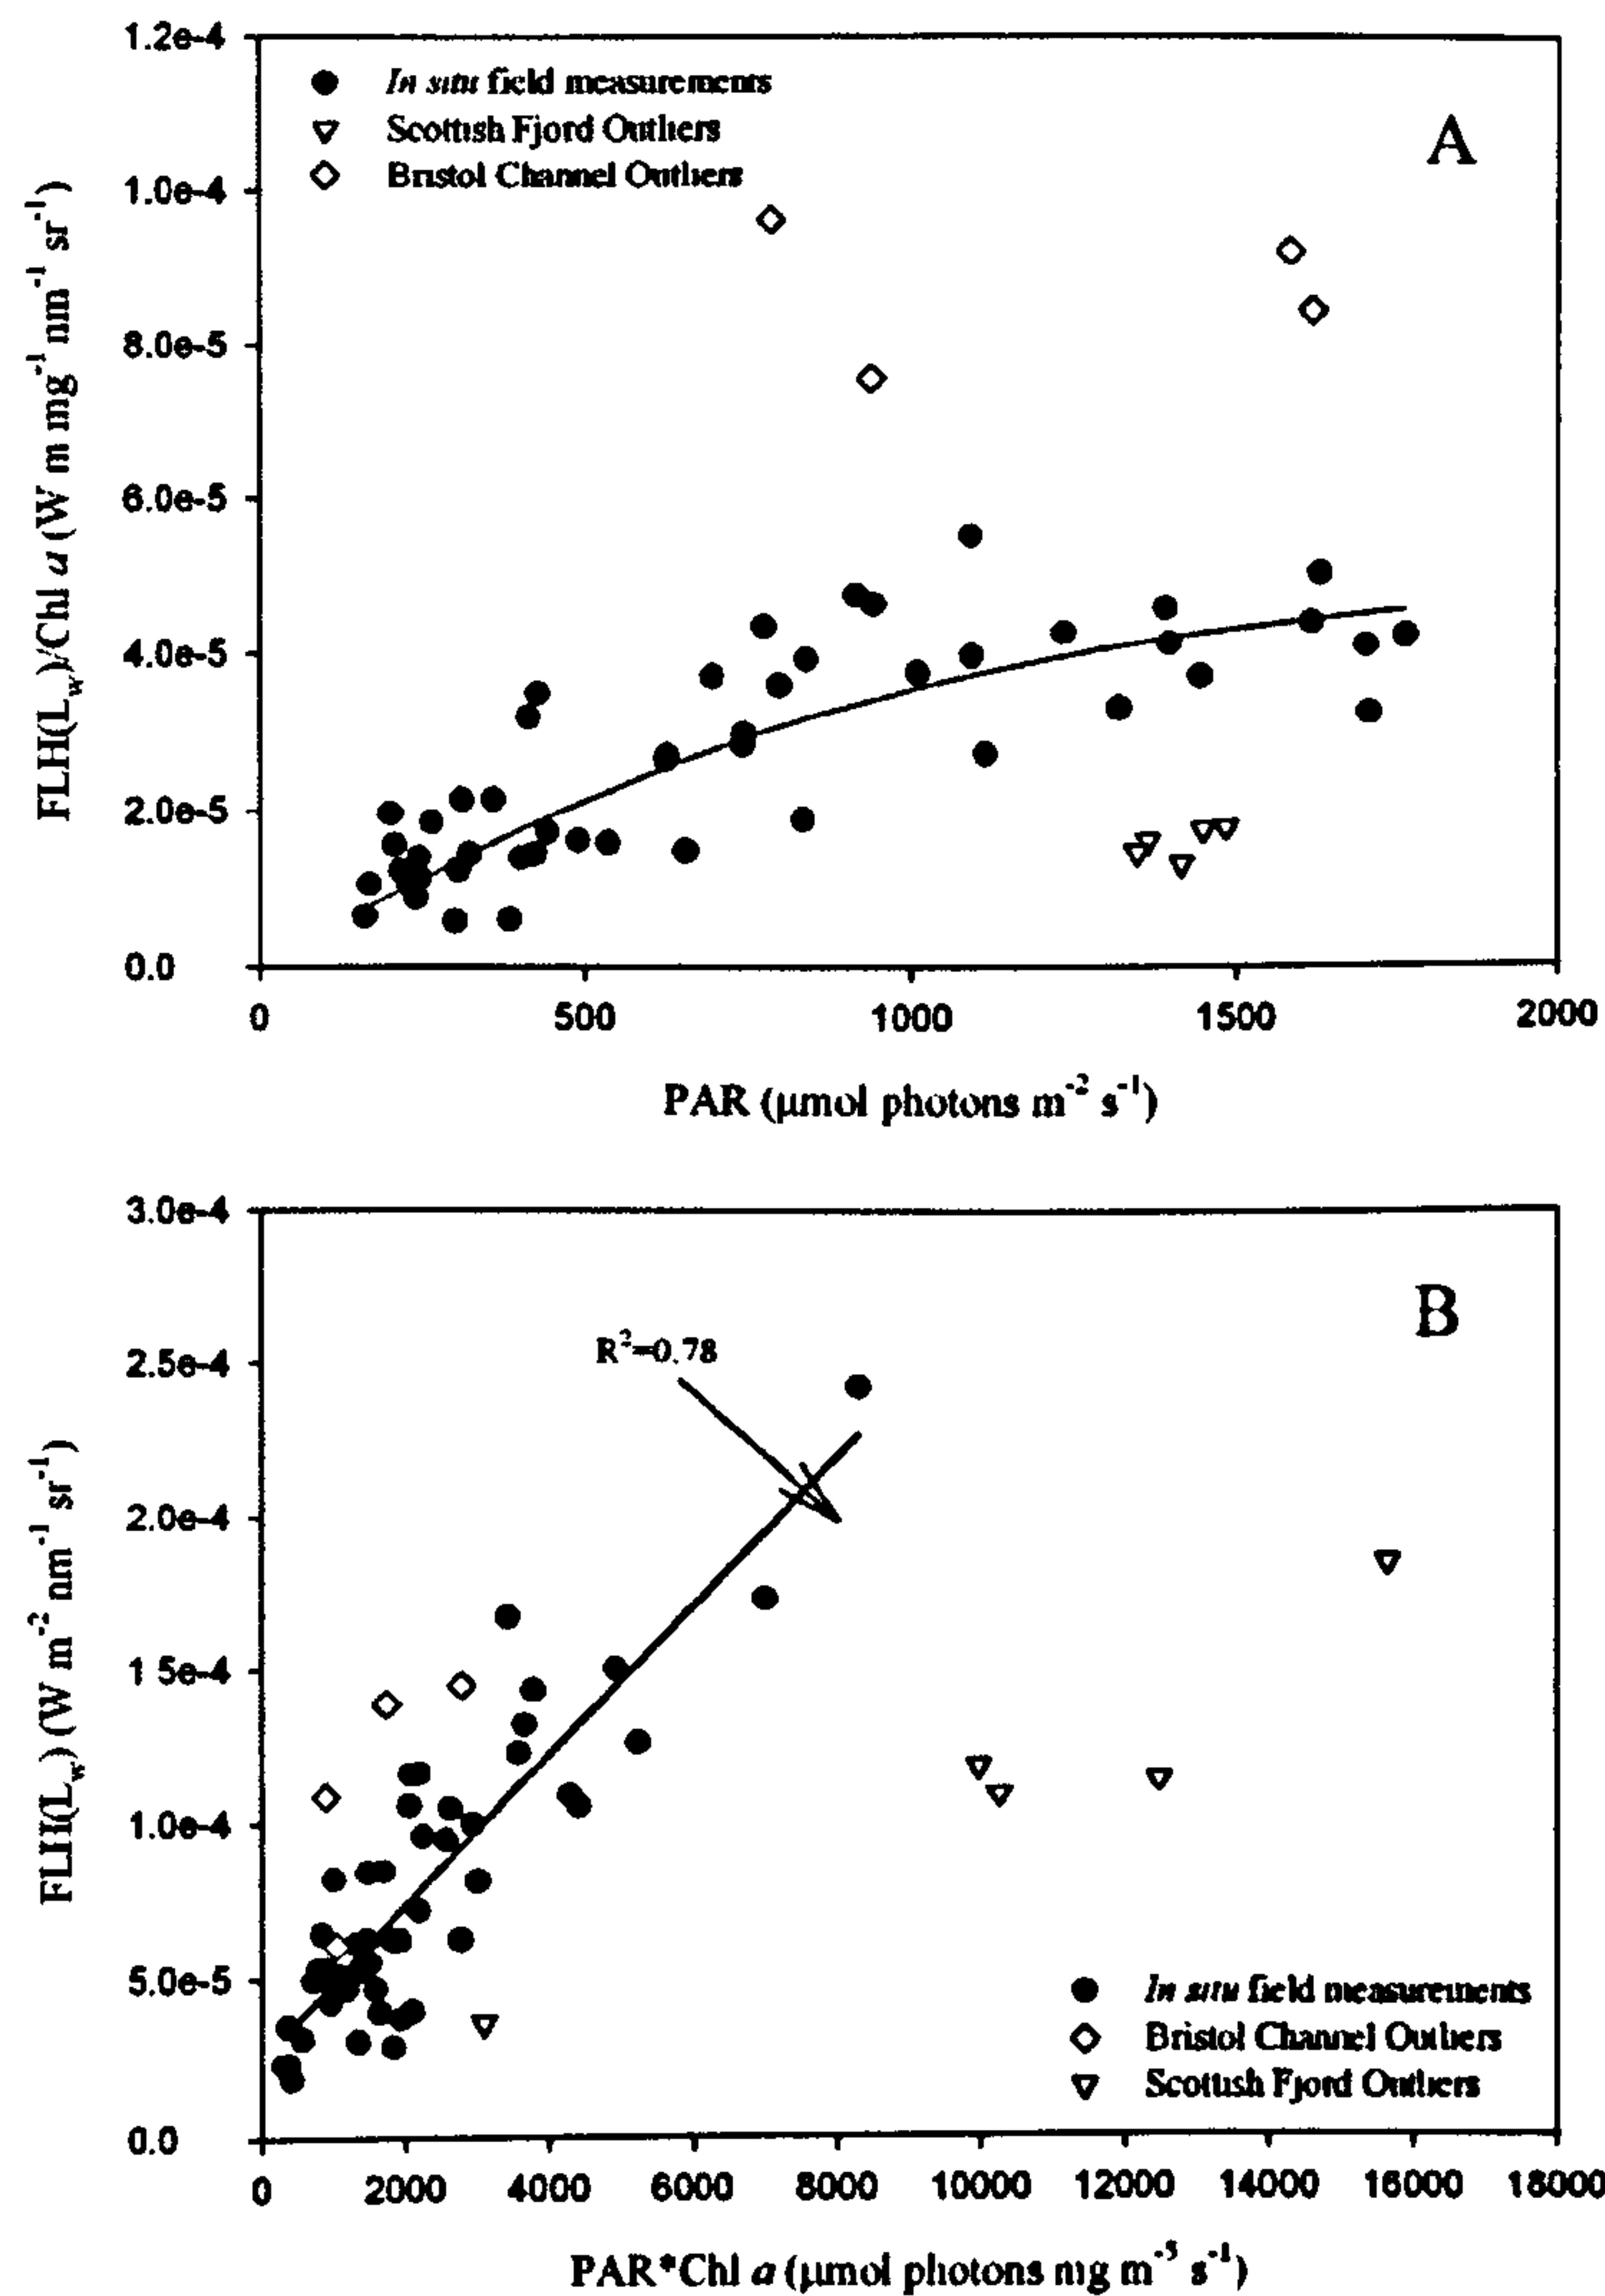 1.2e-4
In situ field measurements
Scottish Fjord Outliers
Bristol Channel Outliers
A
1.0e-4
8.0e-5
6.0e-5
4.0e-5
2.0e-5
0.0
FLH(Lw)/Chl a (W m mg⁻¹ nm⁻¹ sr⁻¹)
0 500 1000 1500 2000
PAR (µmol photons m⁻² s⁻¹)
3.0e-4
B
R²=0.78
2.5e-4
2.0e-4
1 5e-4
1.0e-4
5.0e-5
0.0
FLH(Lw) (W m⁻² nm⁻¹ sr⁻¹)
In situ field measurements
Bristol Channel Outliers
Scottish Fjord Outliers
0 2000 4000 6000 8000 10000 12000 14000 16000 18000
PAR*Chl a (µmol photons mg m⁻⁵ s⁻¹)